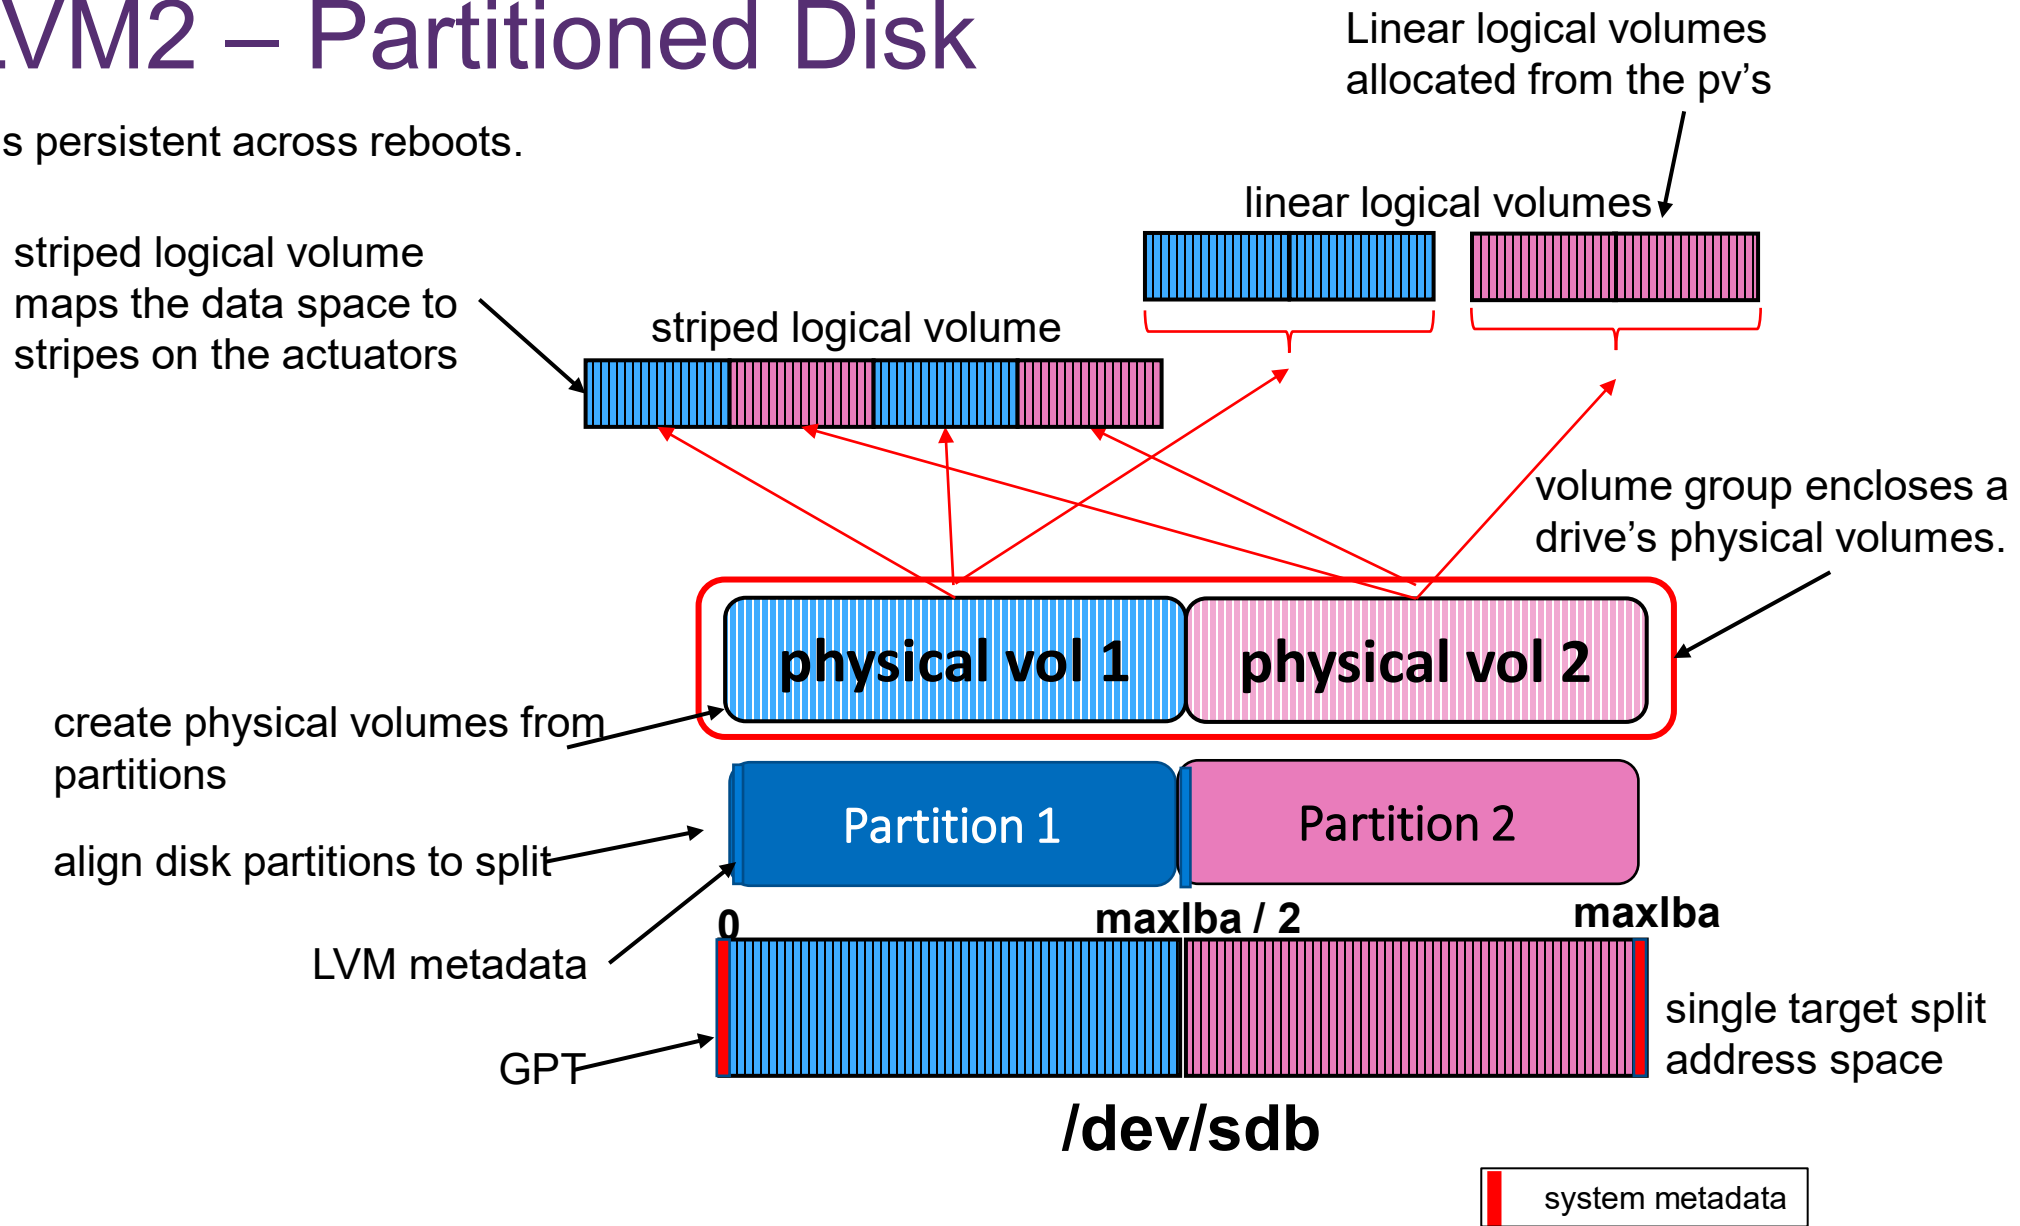 LVM2 – Partitioned Disk
s persistent across reboots.
Linear logical volumes
allocated from the pv's
linear logical volumes
striped logical volume
maps the data space to
stripes on the actuators
striped logical volume
volume group encloses a
drive’s physical volumes.
physical vol 1
physical vol 2
create physical volumes from
partitions
Partition 1
Partition 2
align disk partitions to split
0
maxlba / 2
maxlba
LVM metadata
single target split
address space
GPT
/dev/sdb
system metadata